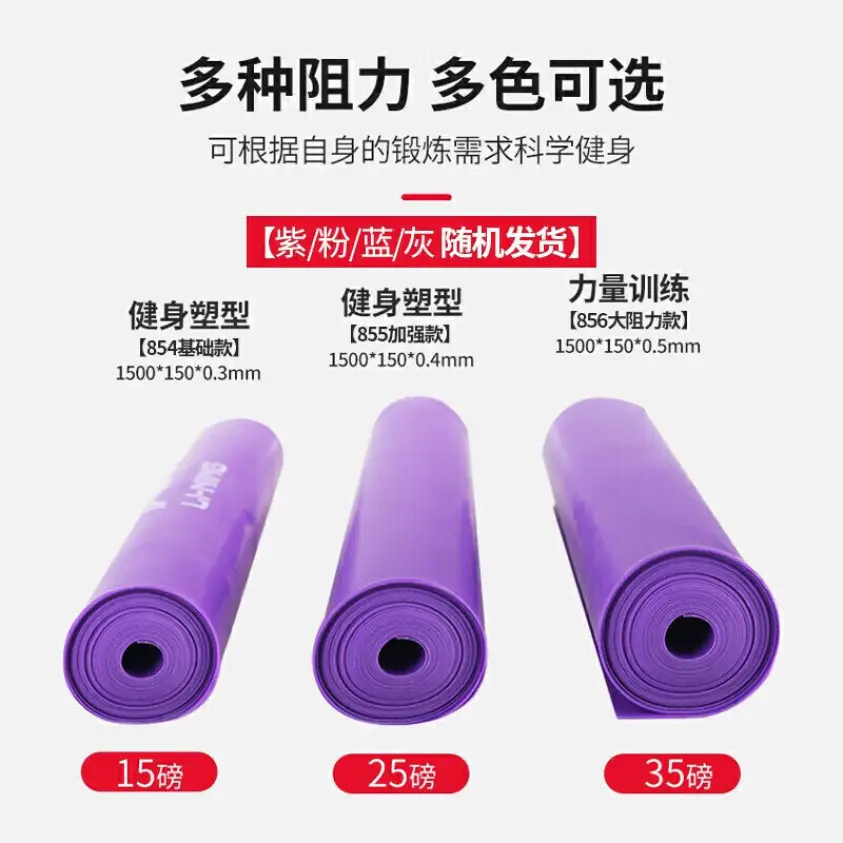 多种阻力 多色可选
可根据自身的锻炼需求科学健身
【紫/粉/蓝/灰 随机发货】
健身塑型
【854基础款】
1500*150*0.3mm
健身塑型
【855加强款】
1500*150*0.4mm
力量训练
【856大阻力款】
1500*150*0.5mm
LI-NING
15磅
25磅
35磅